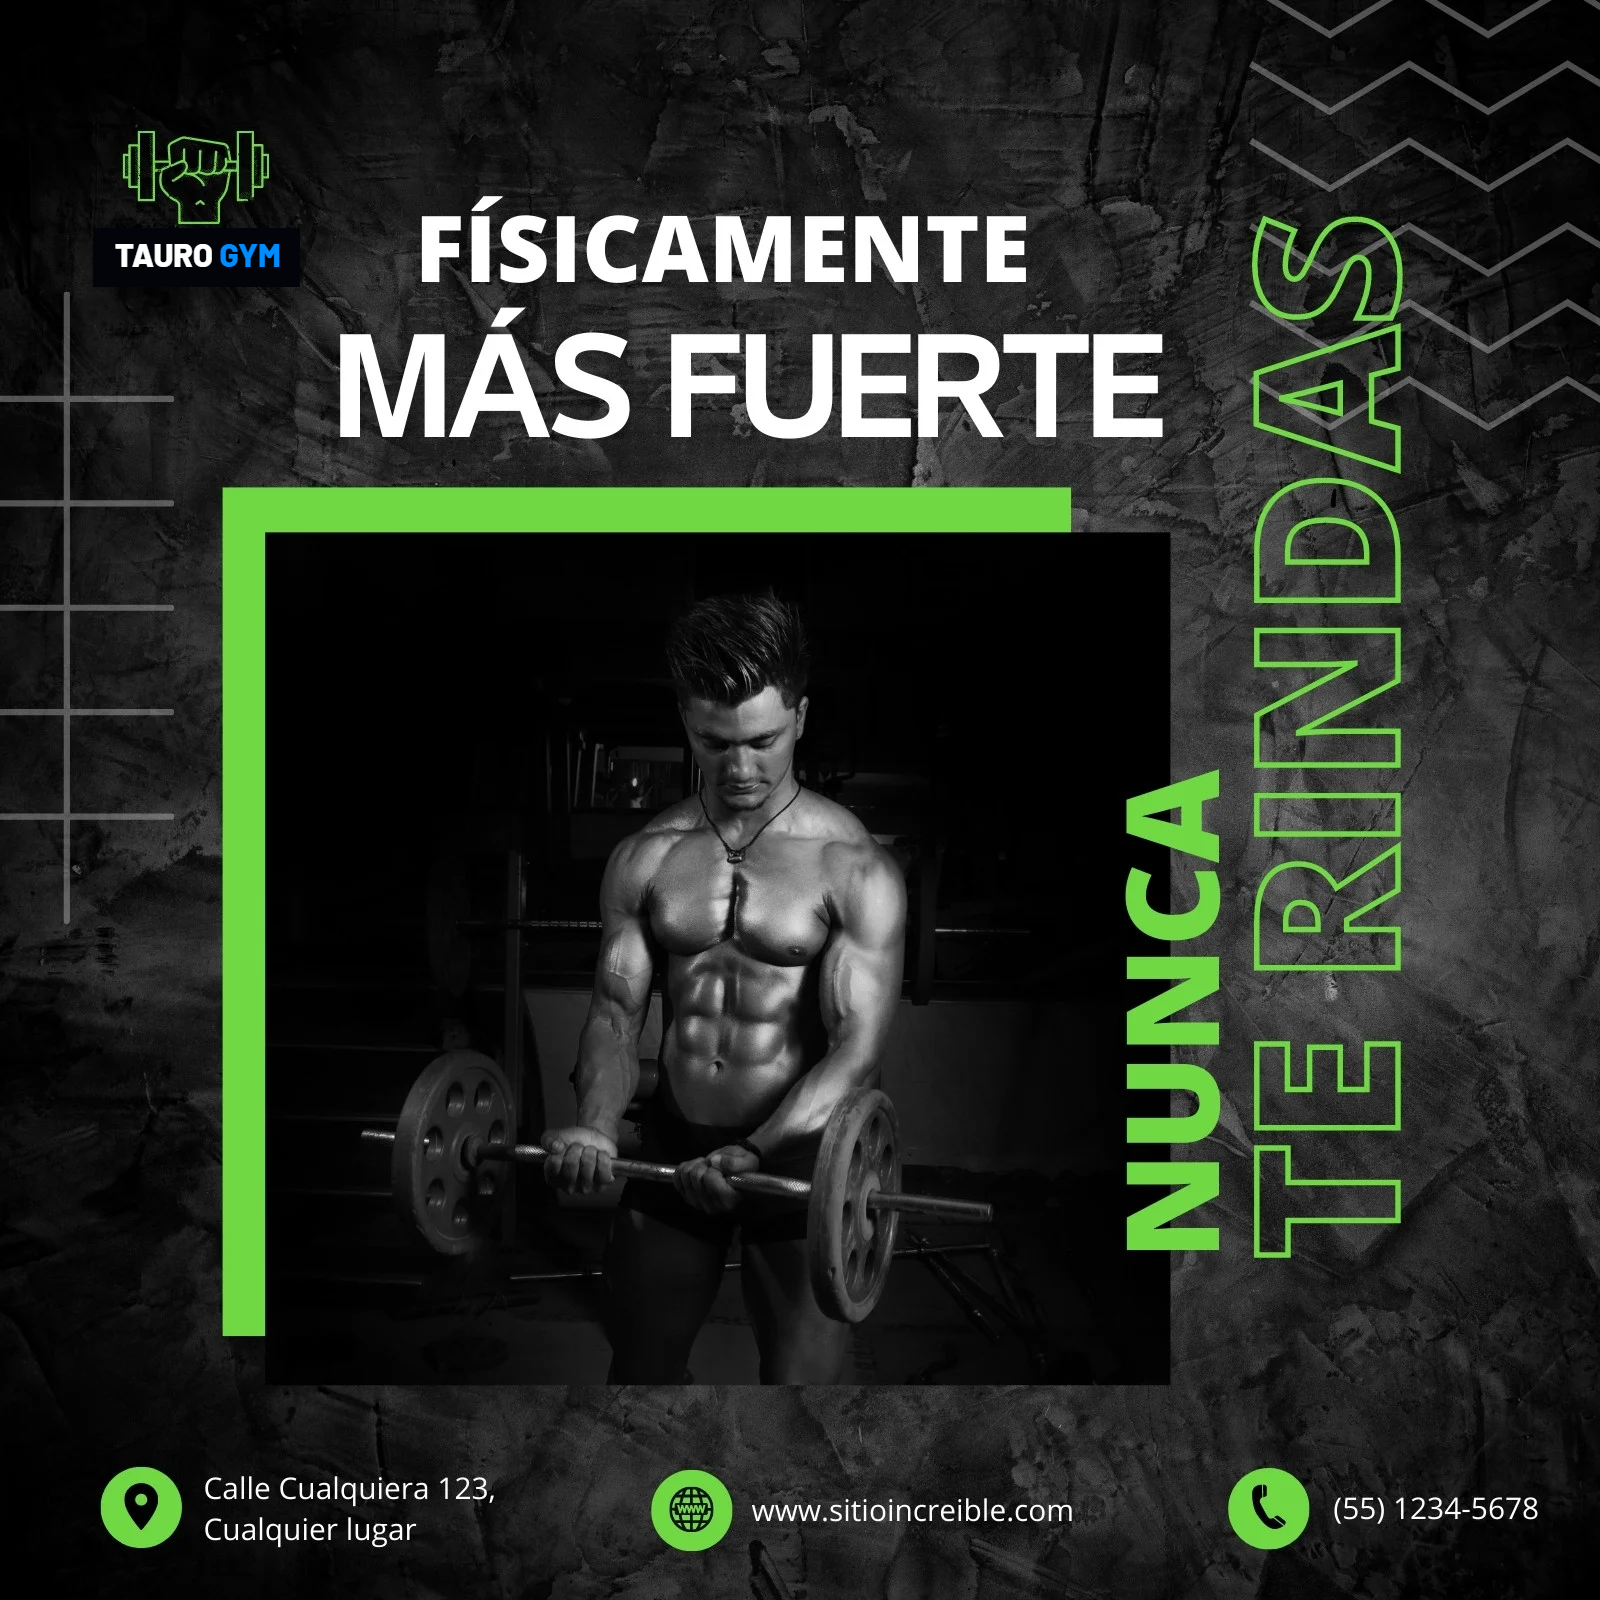 TAURO GYM
FÍSICAMENTE
MÁS FUERTE
NUNCA
TE RINDAS
Calle Cualquiera 123,
Cualquier lugar
WWW
www.sitioincreible.com
(55) 1234-5678